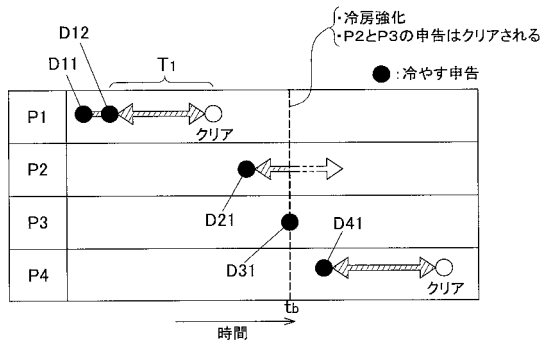 ・冷房強化
・P2とP3の申告はクリアされる
●:冷やす申告
D12
D11
T1
P1
クリア
P2
D21
P3
D31
D41
P4
クリア
tb
時間